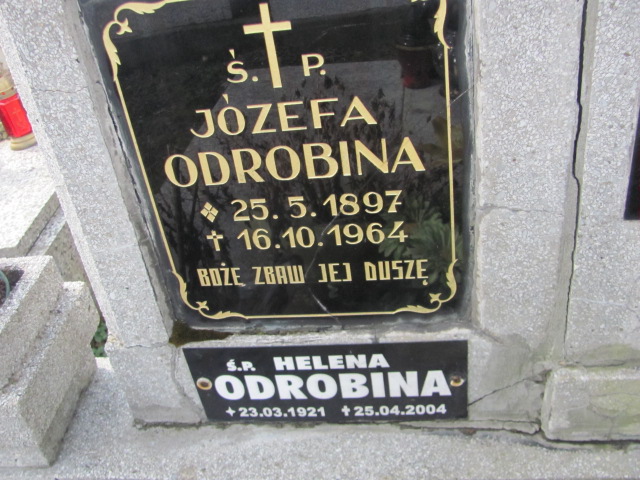 Ś. P.
JÓZEFA
ODROBINA
25.5.1897
16.10.1964
BOŻE ZBAW JEJ DUSZĘ
Ś.P. HELENA
ODROBINA
23.03.1921 25.04.2004